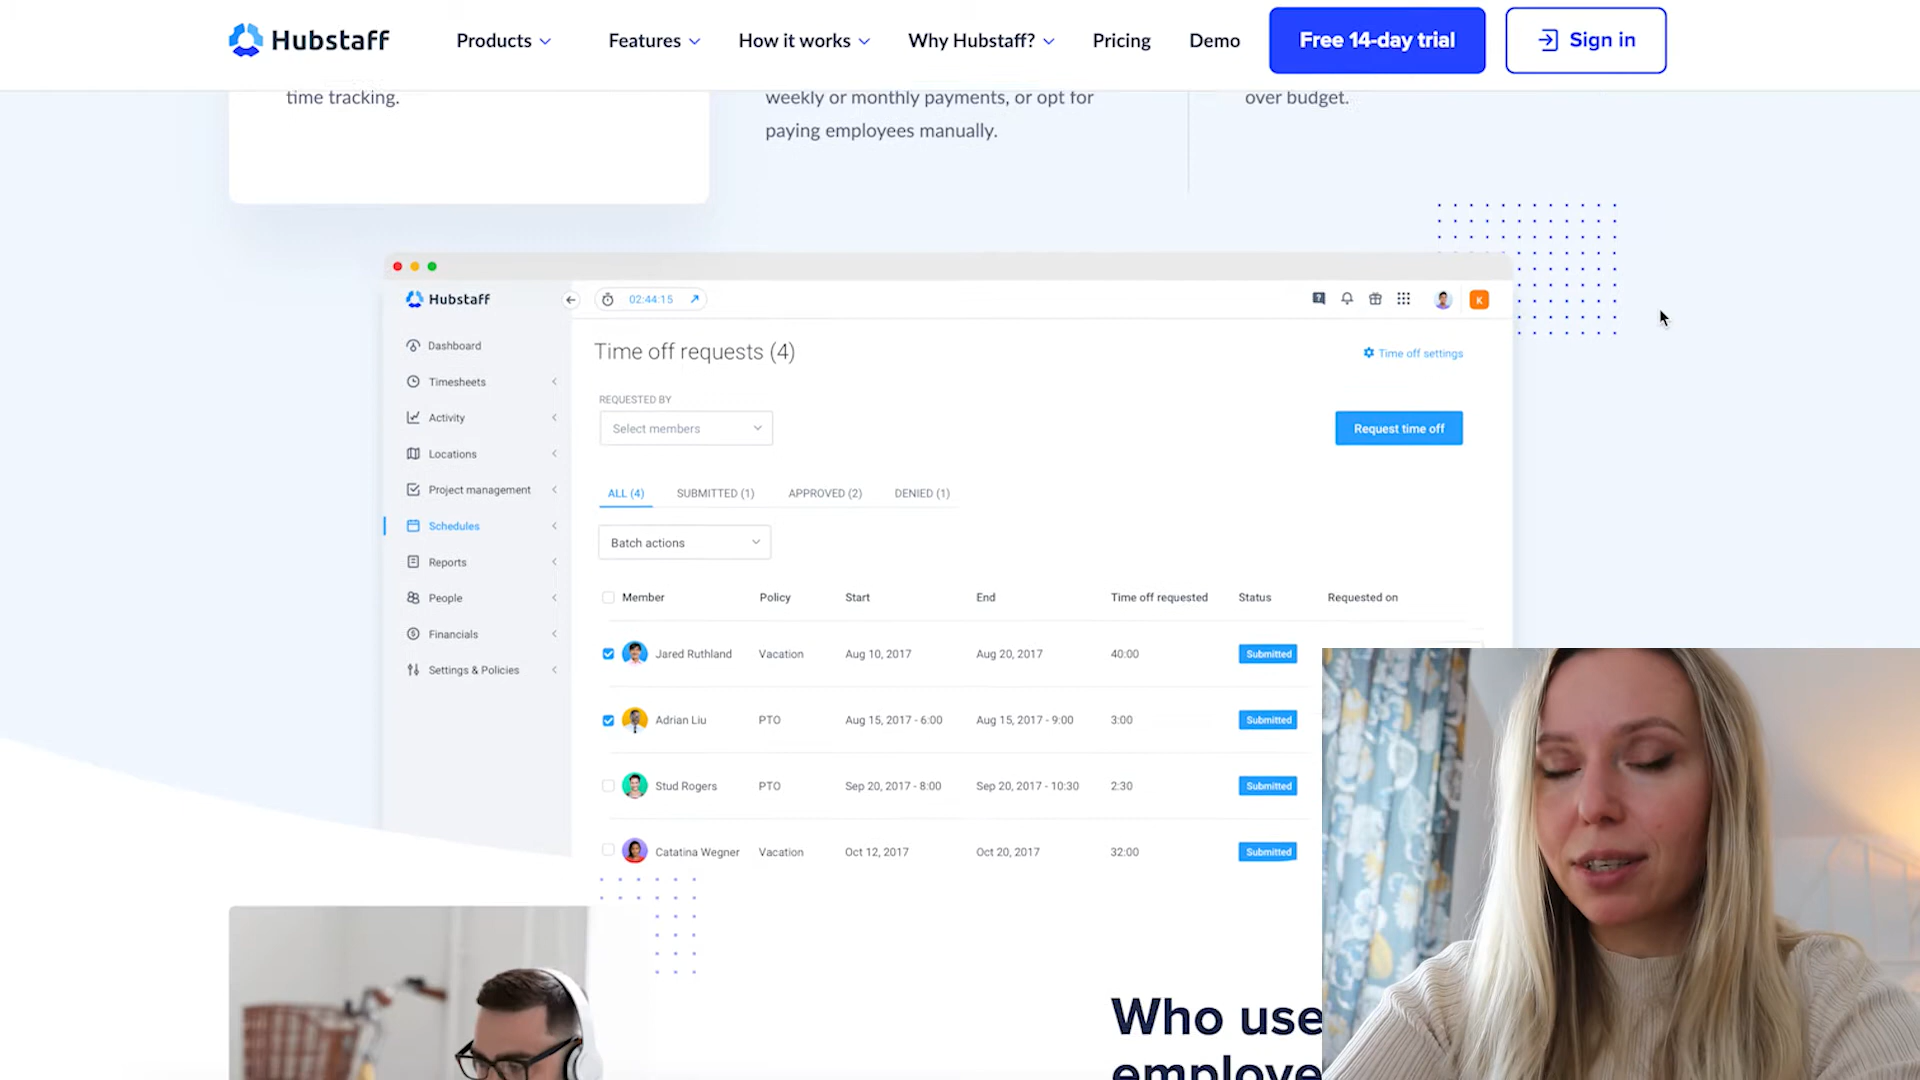 Hubstaff
Products
Features
How it works
Why Hubstaff?
Pricing
Demo
Free 14-day trial
Sign in
time tracking.
weekly or monthly payments, or opt for
paying employees manually.
over budget.
Hubstaff
02:44:15
K
Dashboard
Timesheets
Activity
Locations
Project management
Schedules
Reports
People
Financials
Settings & Policies
Time off requests (4)
Time off settings
REQUESTED BY
Select members
Request time off
ALL (4) SUBMITTED (1) APPROVED (2) DENIED (1)
Batch actions
Member Policy Start End Time off requested Status Requested on
Jared Ruthland Vacation Aug 10, 2017 Aug 20, 2017 40:00 Submitted
Adrian Liu PTO Aug 15, 2017 - 6:00 Aug 15, 2017 - 9:00 3:00 Submitted
Stud Rogers PTO Sep 20, 2017 - 8:00 Sep 20, 2017 - 10:30 2:30 Submitted
Catatina Wegner Vacation Oct 12, 2017 Oct 20, 2017 32:00 Submitted
Who use
employe